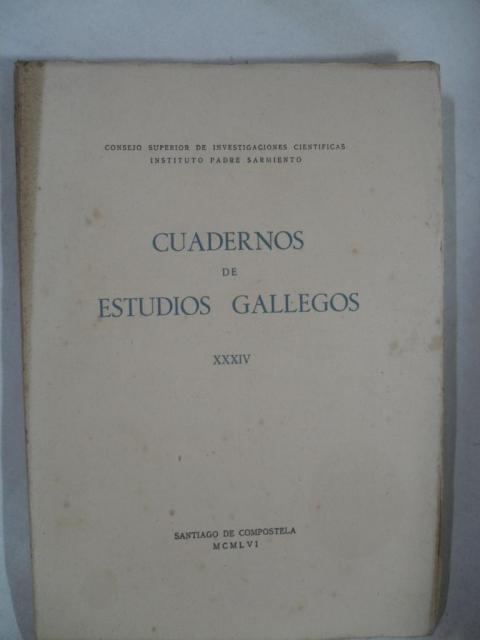 CONSEJO SUPERIOR DE INVESTIGACIONES CIENTIFICAS
INSTITUTO PADRE SARMIENTO
CUADERNOS
DE
ESTUDIOS GALLEGOS
XXXIV
SANTIAGO DE COMPOSTELA
MCMLVI